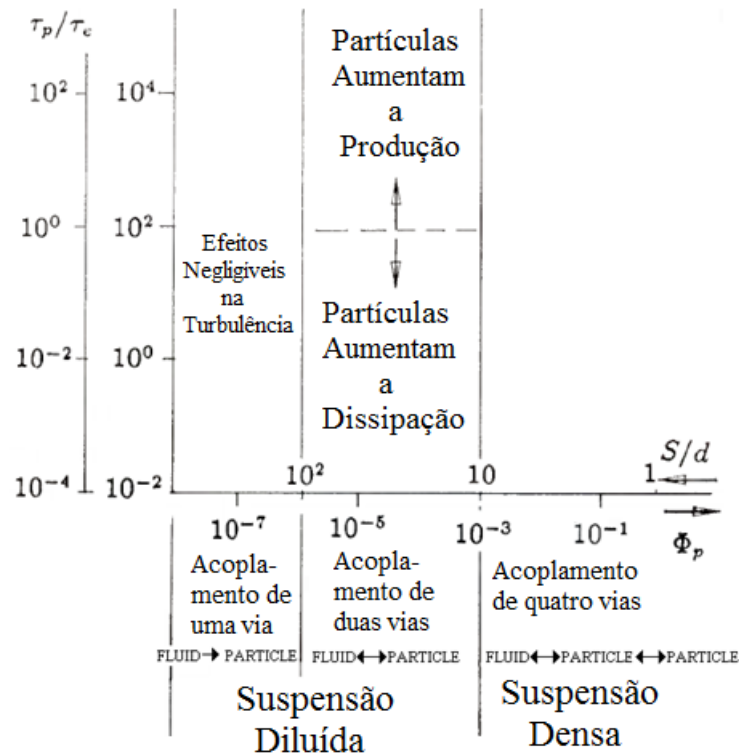 τp/τe
Partículas
Aumentam
a
Produção
10² 10⁴
10⁰ 10²
Efeitos
Negligíveis
na
Turbulência
Partículas
Aumentam
a
Dissipação
10⁻² 10⁰
10⁻⁴ 10⁻² 10² 10 1 S/d
10⁻⁷ 10⁻⁵ 10⁻³ 10⁻¹ Φp
Acopla-
mento de
uma via
Acopla-
mento de
duas vias
Acoplamento
de quatro vias
FLUID→PARTICLE FLUID↔PARTICLE FLUID↔PARTICLE↔PARTICLE
Suspensão
Diluída
Suspensão
Densa